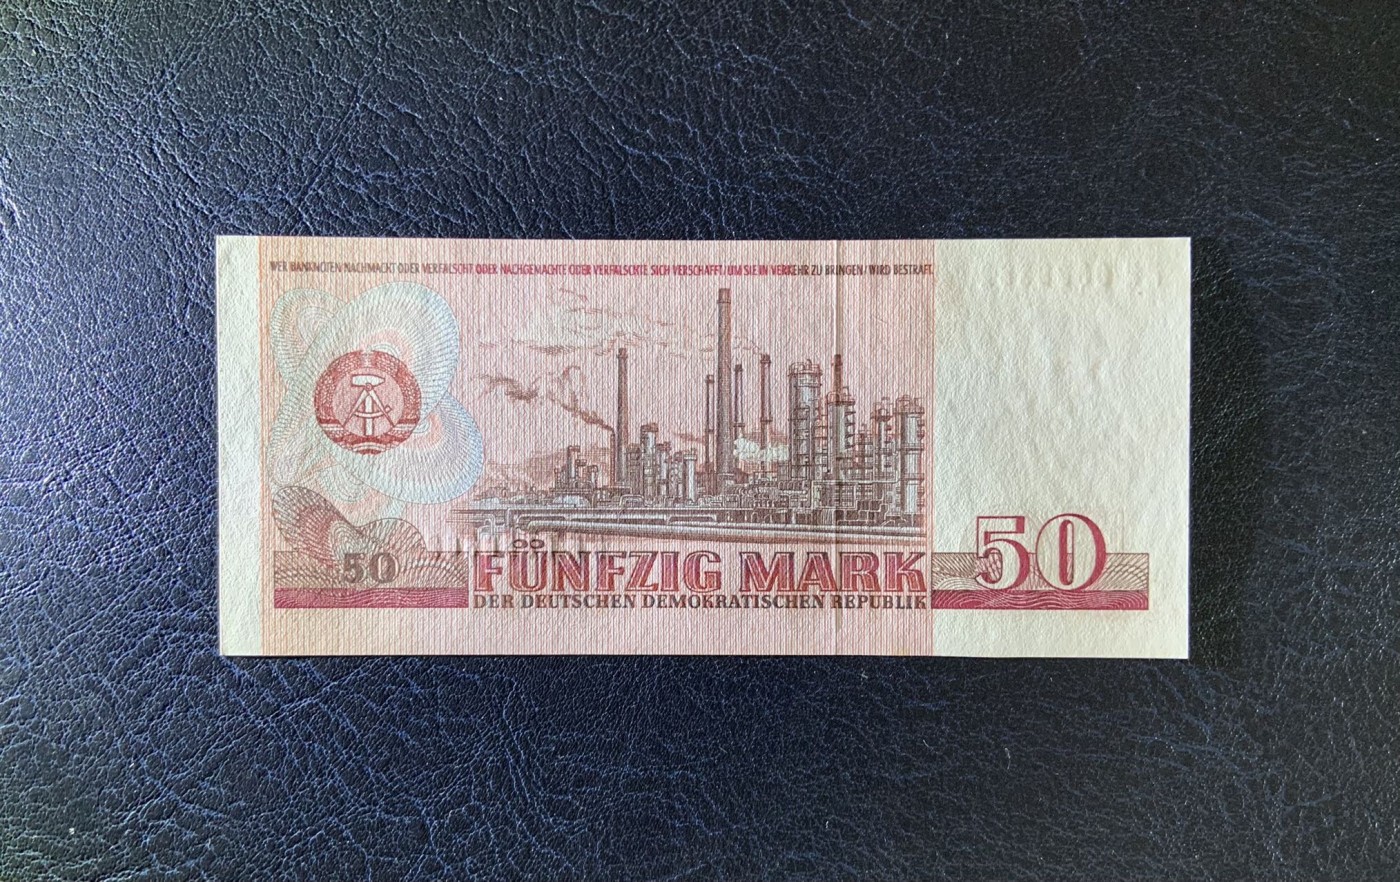 WER BANKNOTEN NACHMACHT ODER VERFÄLSCHT, ODER NACHGEMACHTE ODER VERFÄLSCHTE SICH VERSCHAFFT/UM SIE IN VERKEHR ZU BRINGEN/WIRD BESTRAFT.
50
50
FÜNFZIG MARK
DER DEUTSCHEN DEMOKRATISCHEN REPUBLIK